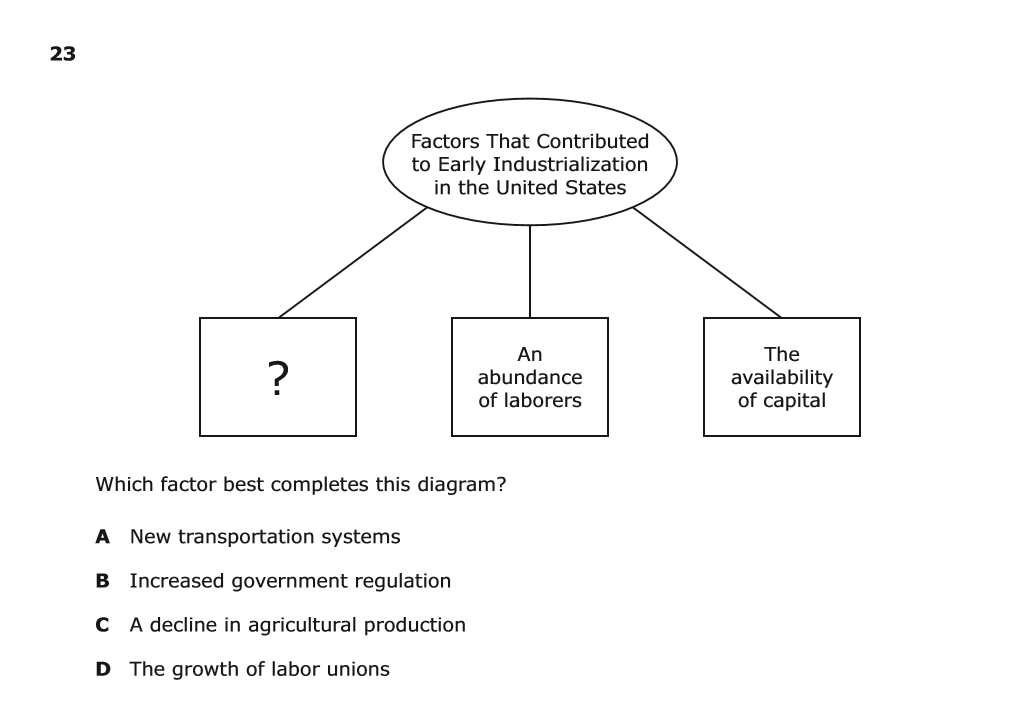 23
Factors That Contributed
to Early Industrialization
in the United States
?
An
abundance
of laborers
The
availability
of capital
Which factor best completes this diagram?
A New transportation systems
B Increased government regulation
C A decline in agricultural production
D The growth of labor unions